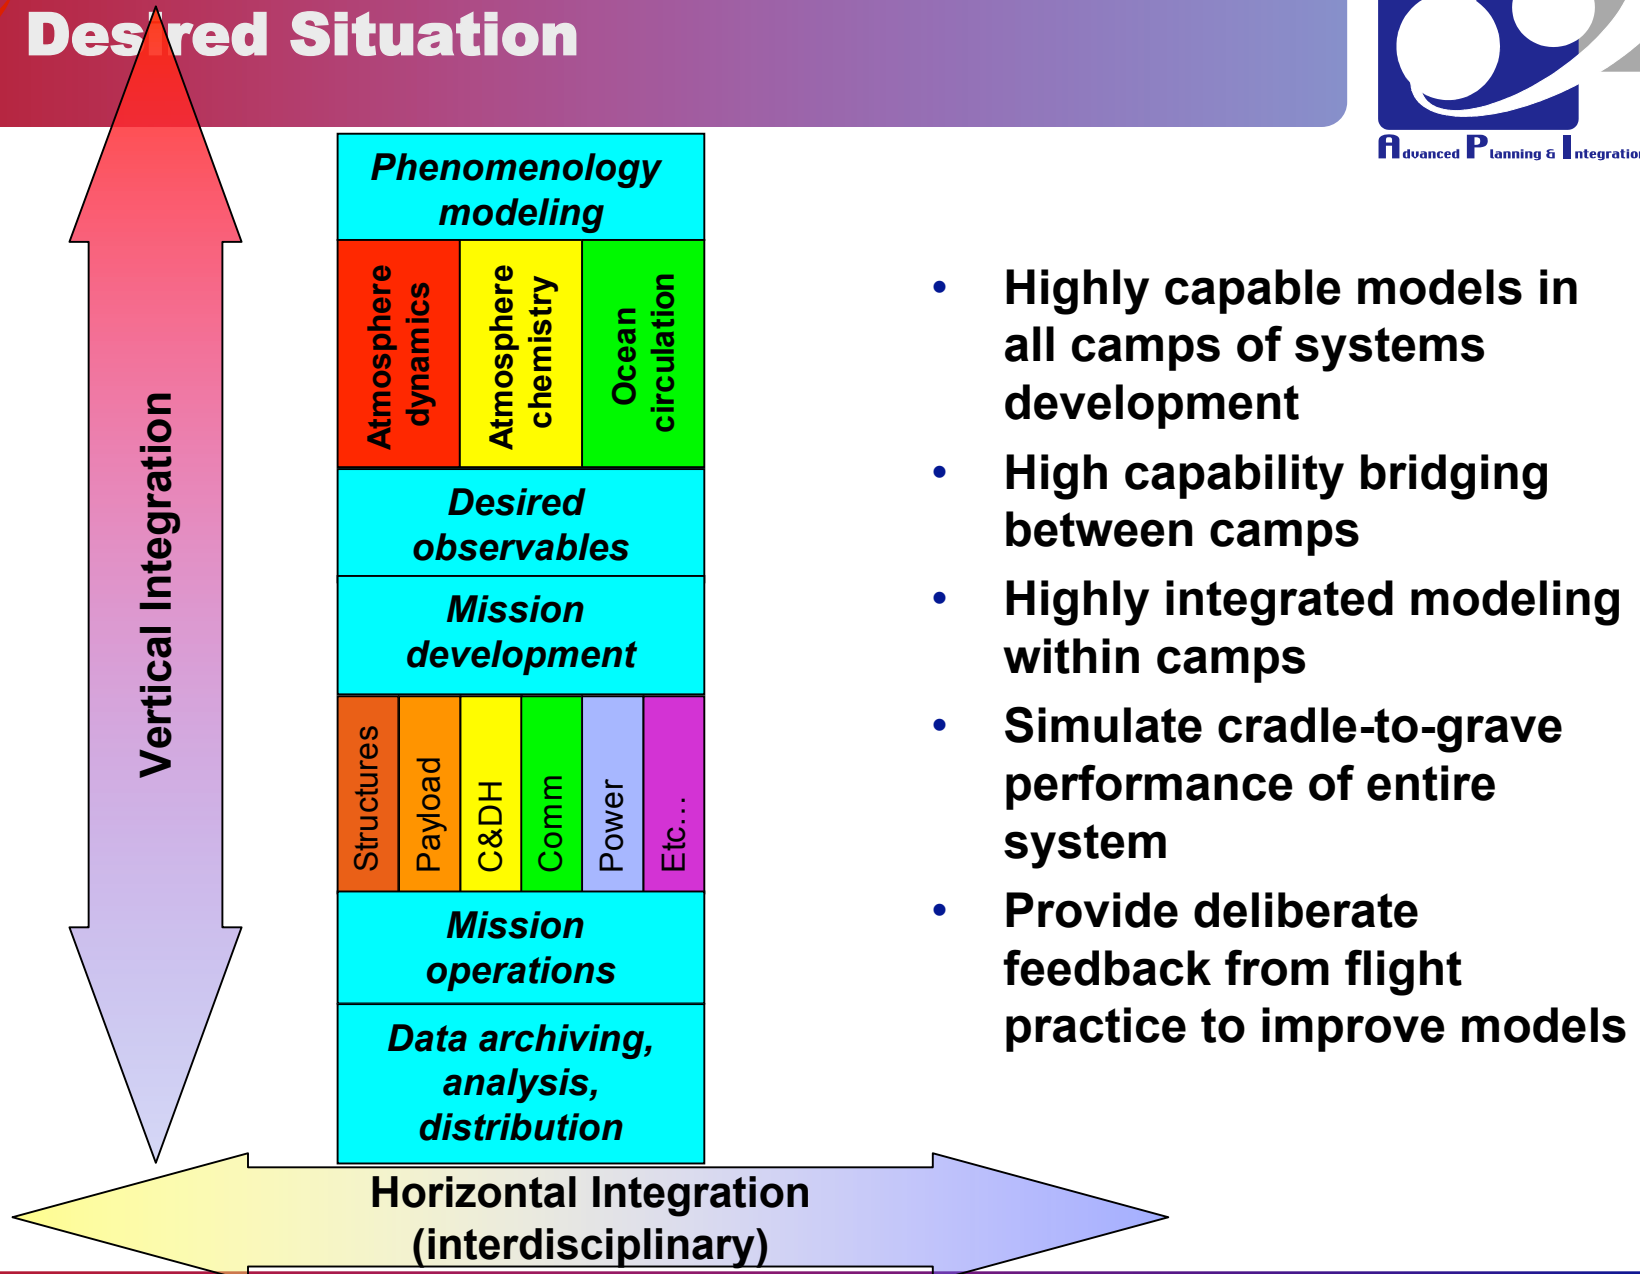 Desired Situation
Advanced Planning & Integration
Phenomenology
modeling
Atmosphere
dynamics
Atmosphere
chemistry
Ocean
circulation
Desired
observables
Mission
development
Structures
Payload
C&DH
Comm
Power
Etc...
Mission
operations
Data archiving,
analysis,
distribution
Vertical Integration
Horizontal Integration
(interdisciplinary)
• Highly capable models in
all camps of systems
development
• High capability bridging
between camps
• Highly integrated modeling
within camps
• Simulate cradle-to-grave
performance of entire
system
• Provide deliberate
feedback from flight
practice to improve models